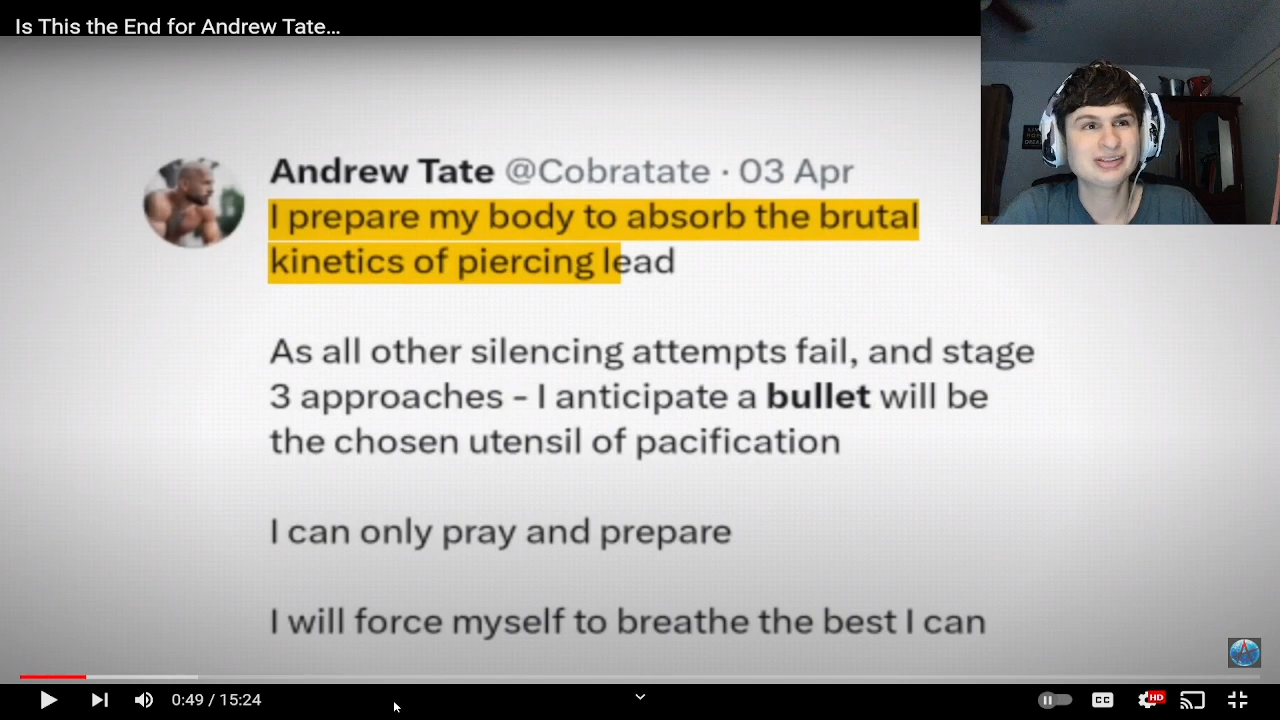 Is This the End for Andrew Tate...
Andrew Tate @Cobratate · 03 Apr
I prepare my body to absorb the brutal
kinetics of piercing lead
As all other silencing attempts fail, and stage
3 approaches - I anticipate a bullet will be
the chosen utensil of pacification
I can only pray and prepare
I will force myself to breathe the best I can
0:49 / 15:24
CC
HD